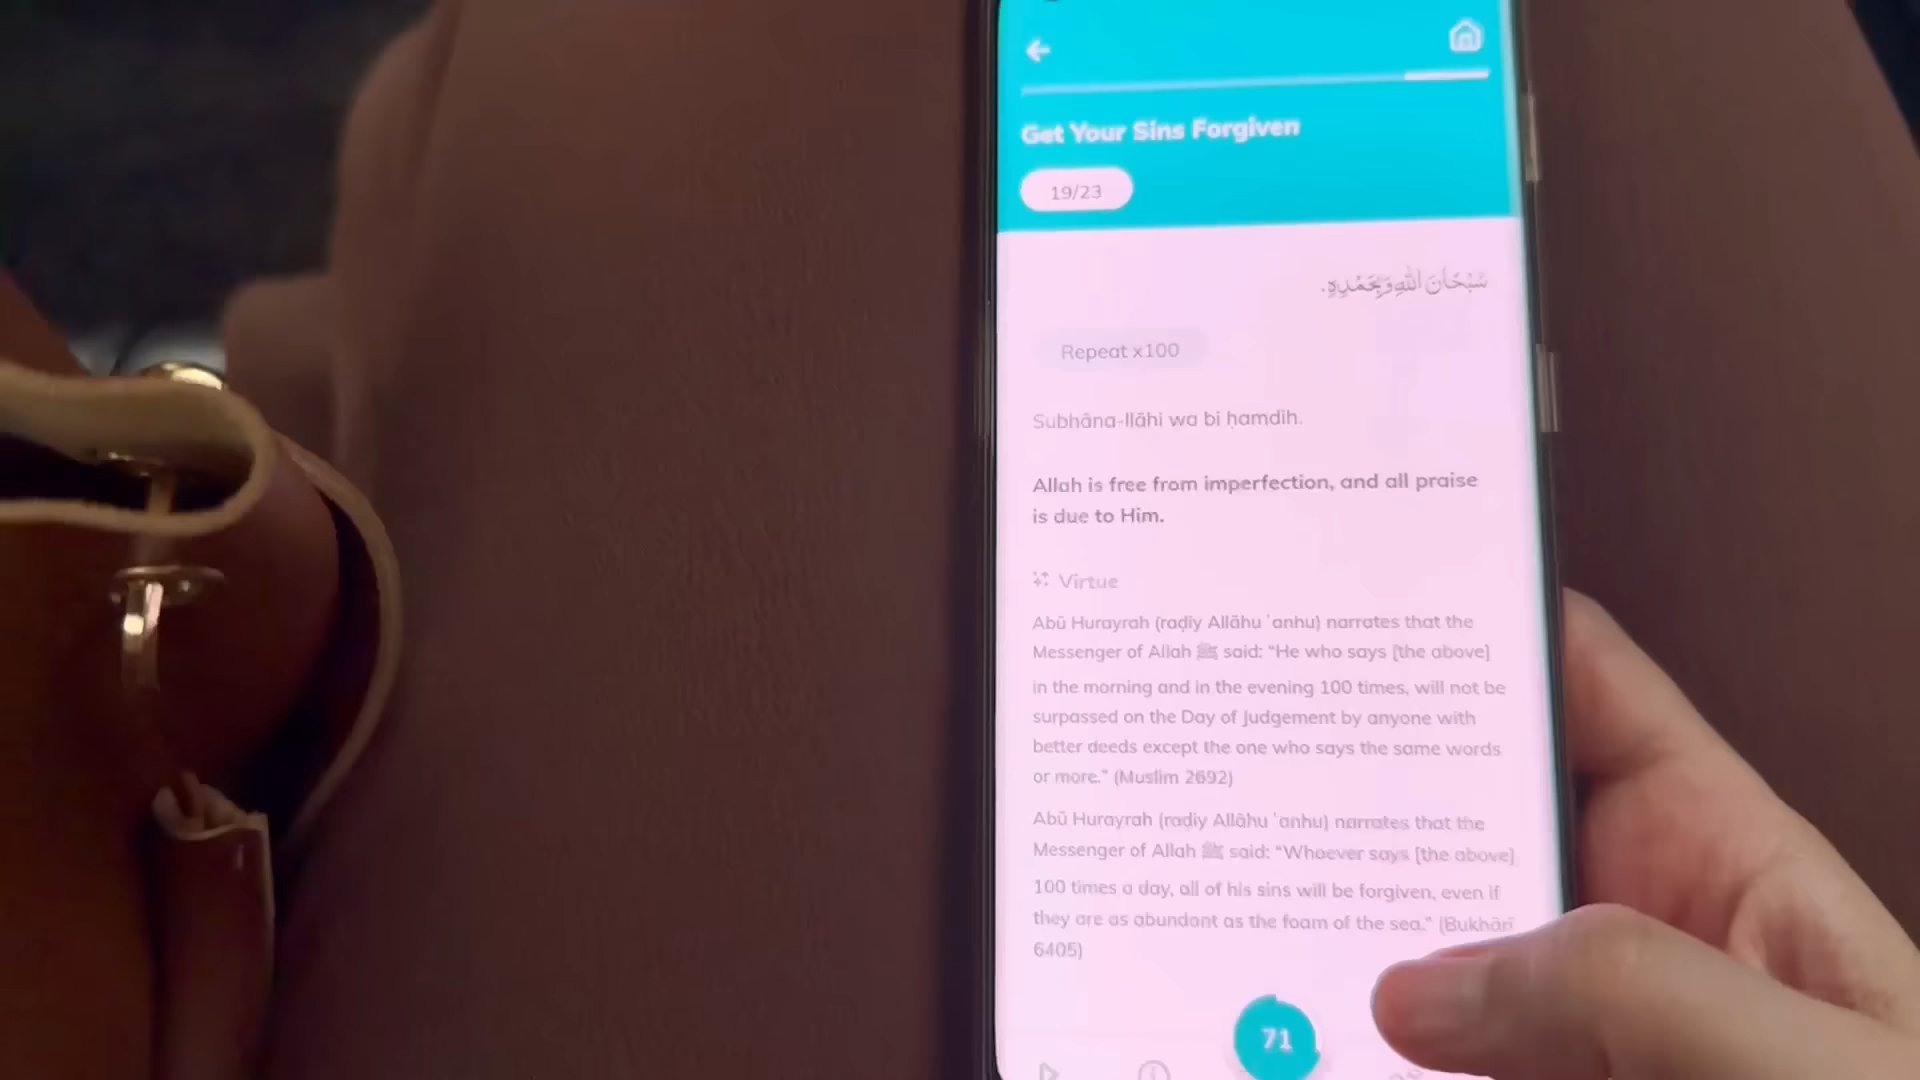 Get Your Sins Forgiven
19/23
سُبْحَانَ اللهِ وَبِحَمْدِهِ.
Repeat x100
Subhâna-llāhi wa bi ḥamdih.
Allah is free from imperfection, and all praise
is due to Him.
Virtue
Abū Hurayrah (raḍiy Allāhu ʿanhu) narrates that the
Messenger of Allah ﷺ said: “He who says [the above]
in the morning and in the evening 100 times, will not be
surpassed on the Day of Judgement by anyone with
better deeds except the one who says the same words
or more.” (Muslim 2692)
Abū Hurayrah (raḍiy Allāhu ʿanhu) narrates that the
Messenger of Allah ﷺ said: “Whoever says [the above]
100 times a day, all of his sins will be forgiven, even if
they are as abundant as the foam of the sea.” (Bukhārī
6405)
71